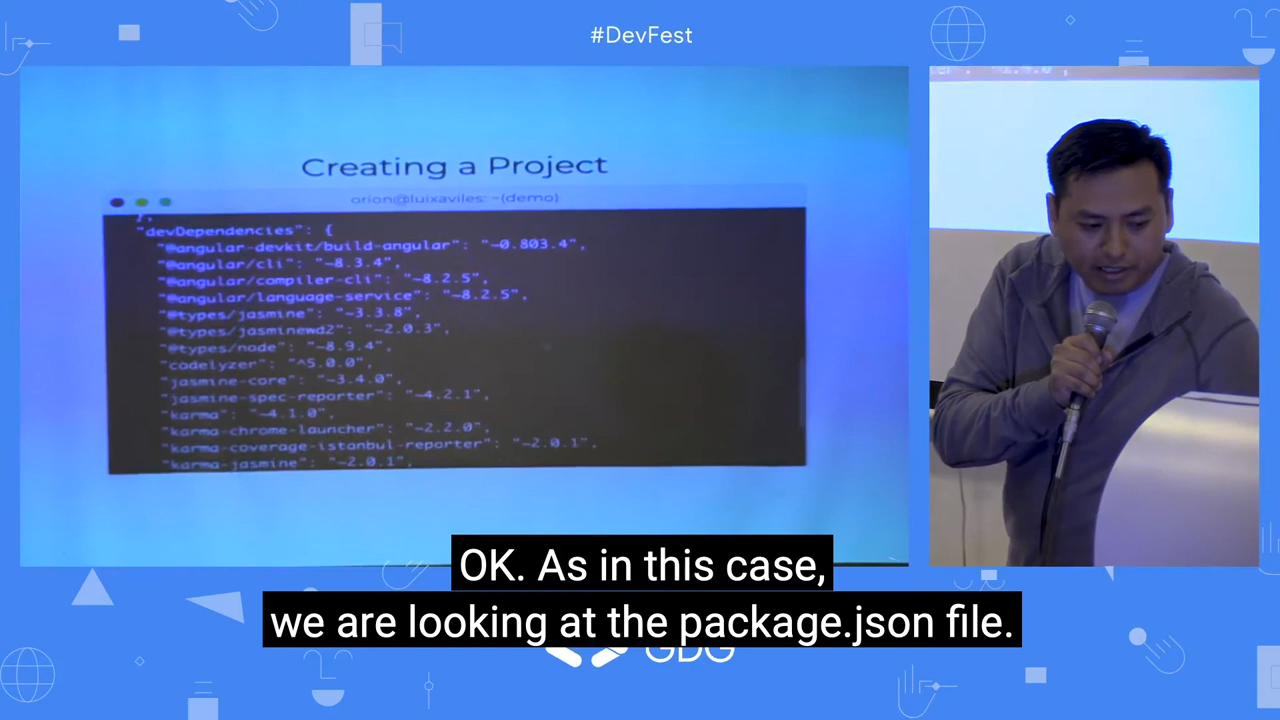 #DevFest
Creating a Project
orion@luixaviles: ~(demo)
},
"devDependencies": {
"@angular-devkit/build-angular": "~0.803.4",
"@angular/cli": "~8.3.4",
"@angular/compiler-cli": "~8.2.5",
"@angular/language-service": "~8.2.5",
"@types/jasmine": "~3.3.8",
"@types/jasminewd2": "~2.0.3",
"@types/node": "~8.9.4",
"codelyzer": "^5.0.0",
"jasmine-core": "~3.4.0",
"jasmine-spec-reporter": "~4.2.1",
"karma": "~4.1.0",
"karma-chrome-launcher": "~2.2.0",
"karma-coverage-istanbul-reporter": "~2.0.1",
"karma-jasmine": "~2.0.1",
OK. As in this case,
we are looking at the package.json file.
GDG